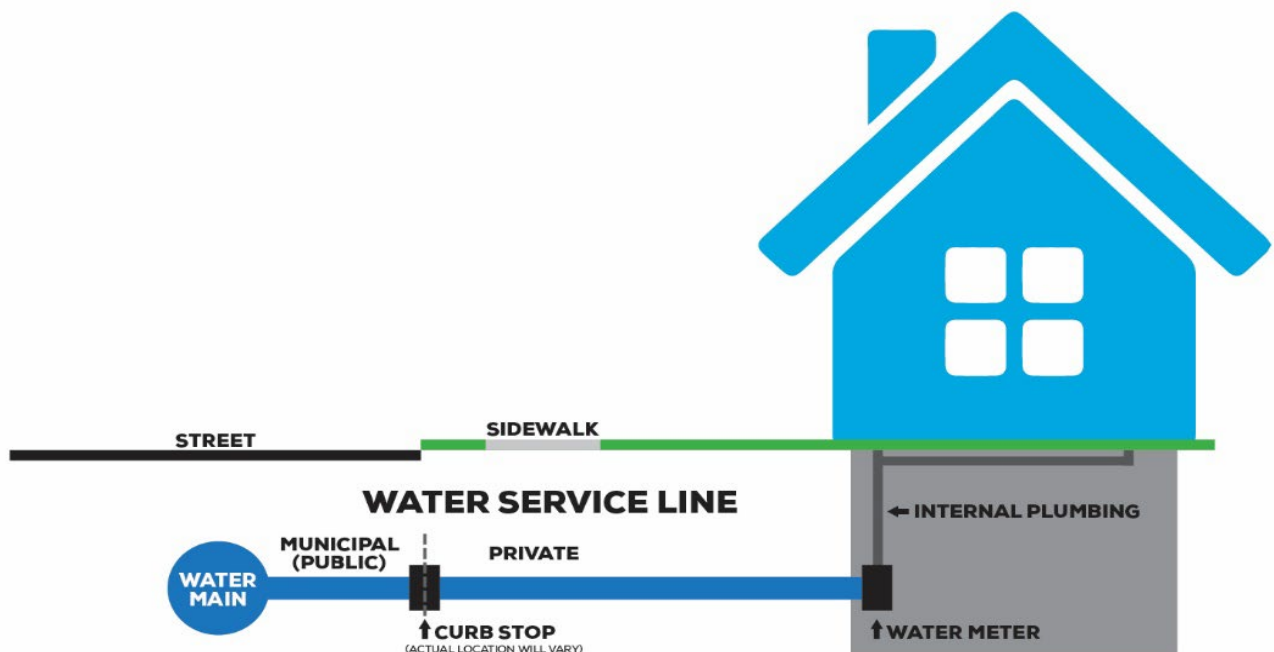 STREET
SIDEWALK
WATER SERVICE LINE
INTERNAL PLUMBING
MUNICIPAL
(PUBLIC)
PRIVATE
WATER
MAIN
CURB STOP
(ACTUAL LOCATION WILL VARY)
WATER METER